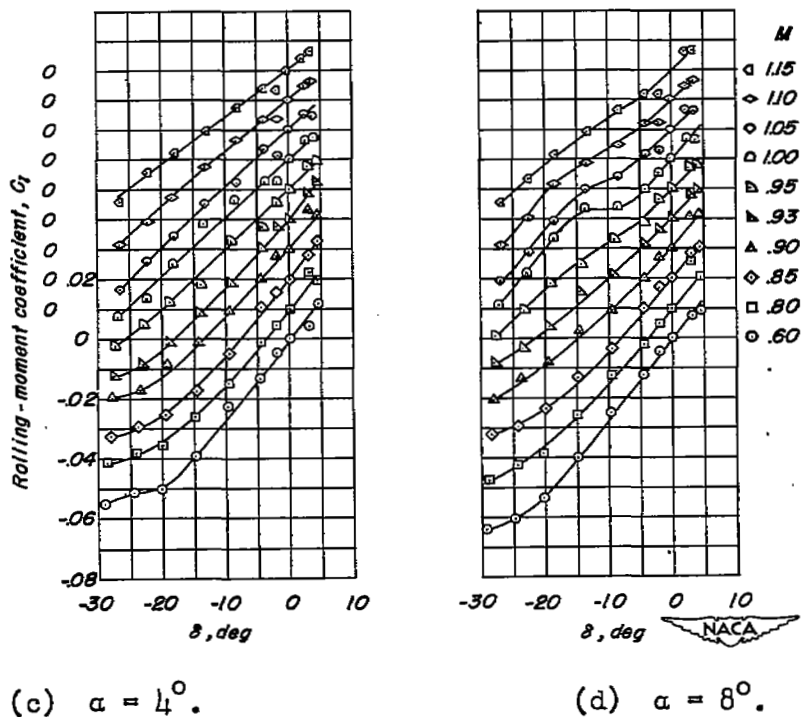 M
0
0
0
0
0
0
0
0 .02
0
0
-.02
-.04
-.06
-.08
Rolling-moment coefficient, Cl
-30 -20 -10 0 10
δ, deg
-30 -20 -10 0 10
δ, deg
1.15
1.10
1.05
1.00
.95
.93
.90
.85
.80
.60
NACA
(c) α = 4°.
(d) α = 8°.